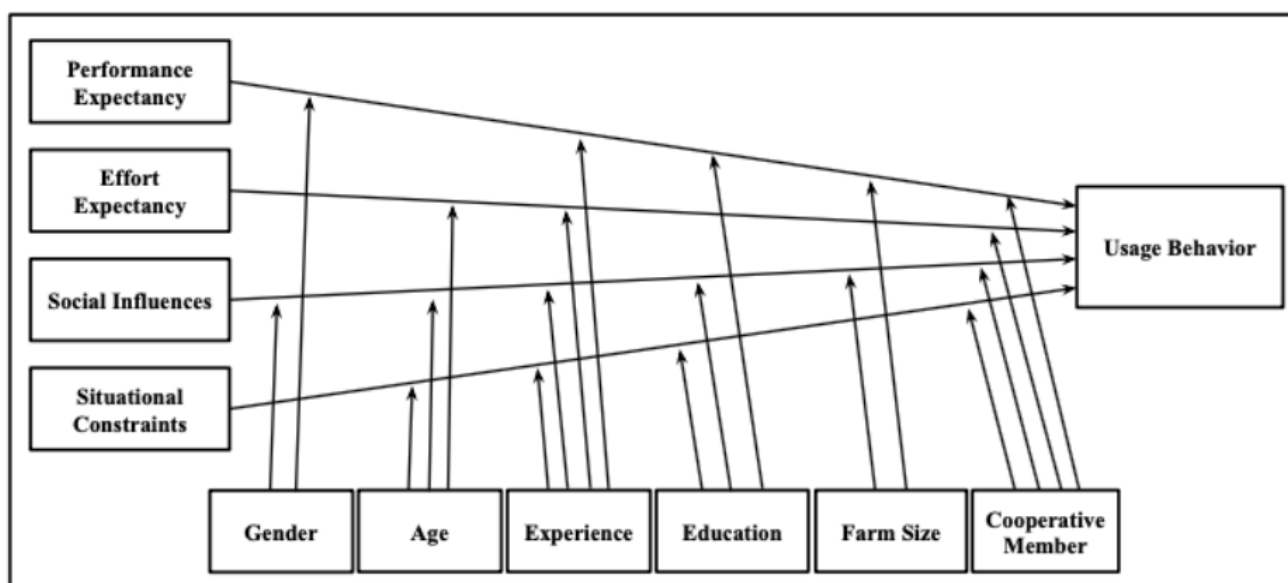 Performance
Expectancy
Effort
Expectancy
Social Influences
Situational
Constraints
Usage Behavior
Gender
Age
Experience
Education
Farm Size
Cooperative
Member